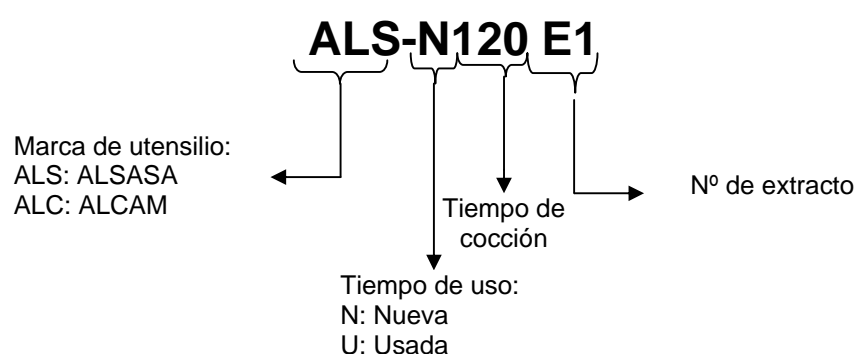 ALS-N120 E1
Marca de utensilio:
ALS: ALSASA
ALC: ALCAM
Nº de extracto
Tiempo de
cocción
Tiempo de uso:
N: Nueva
U: Usada